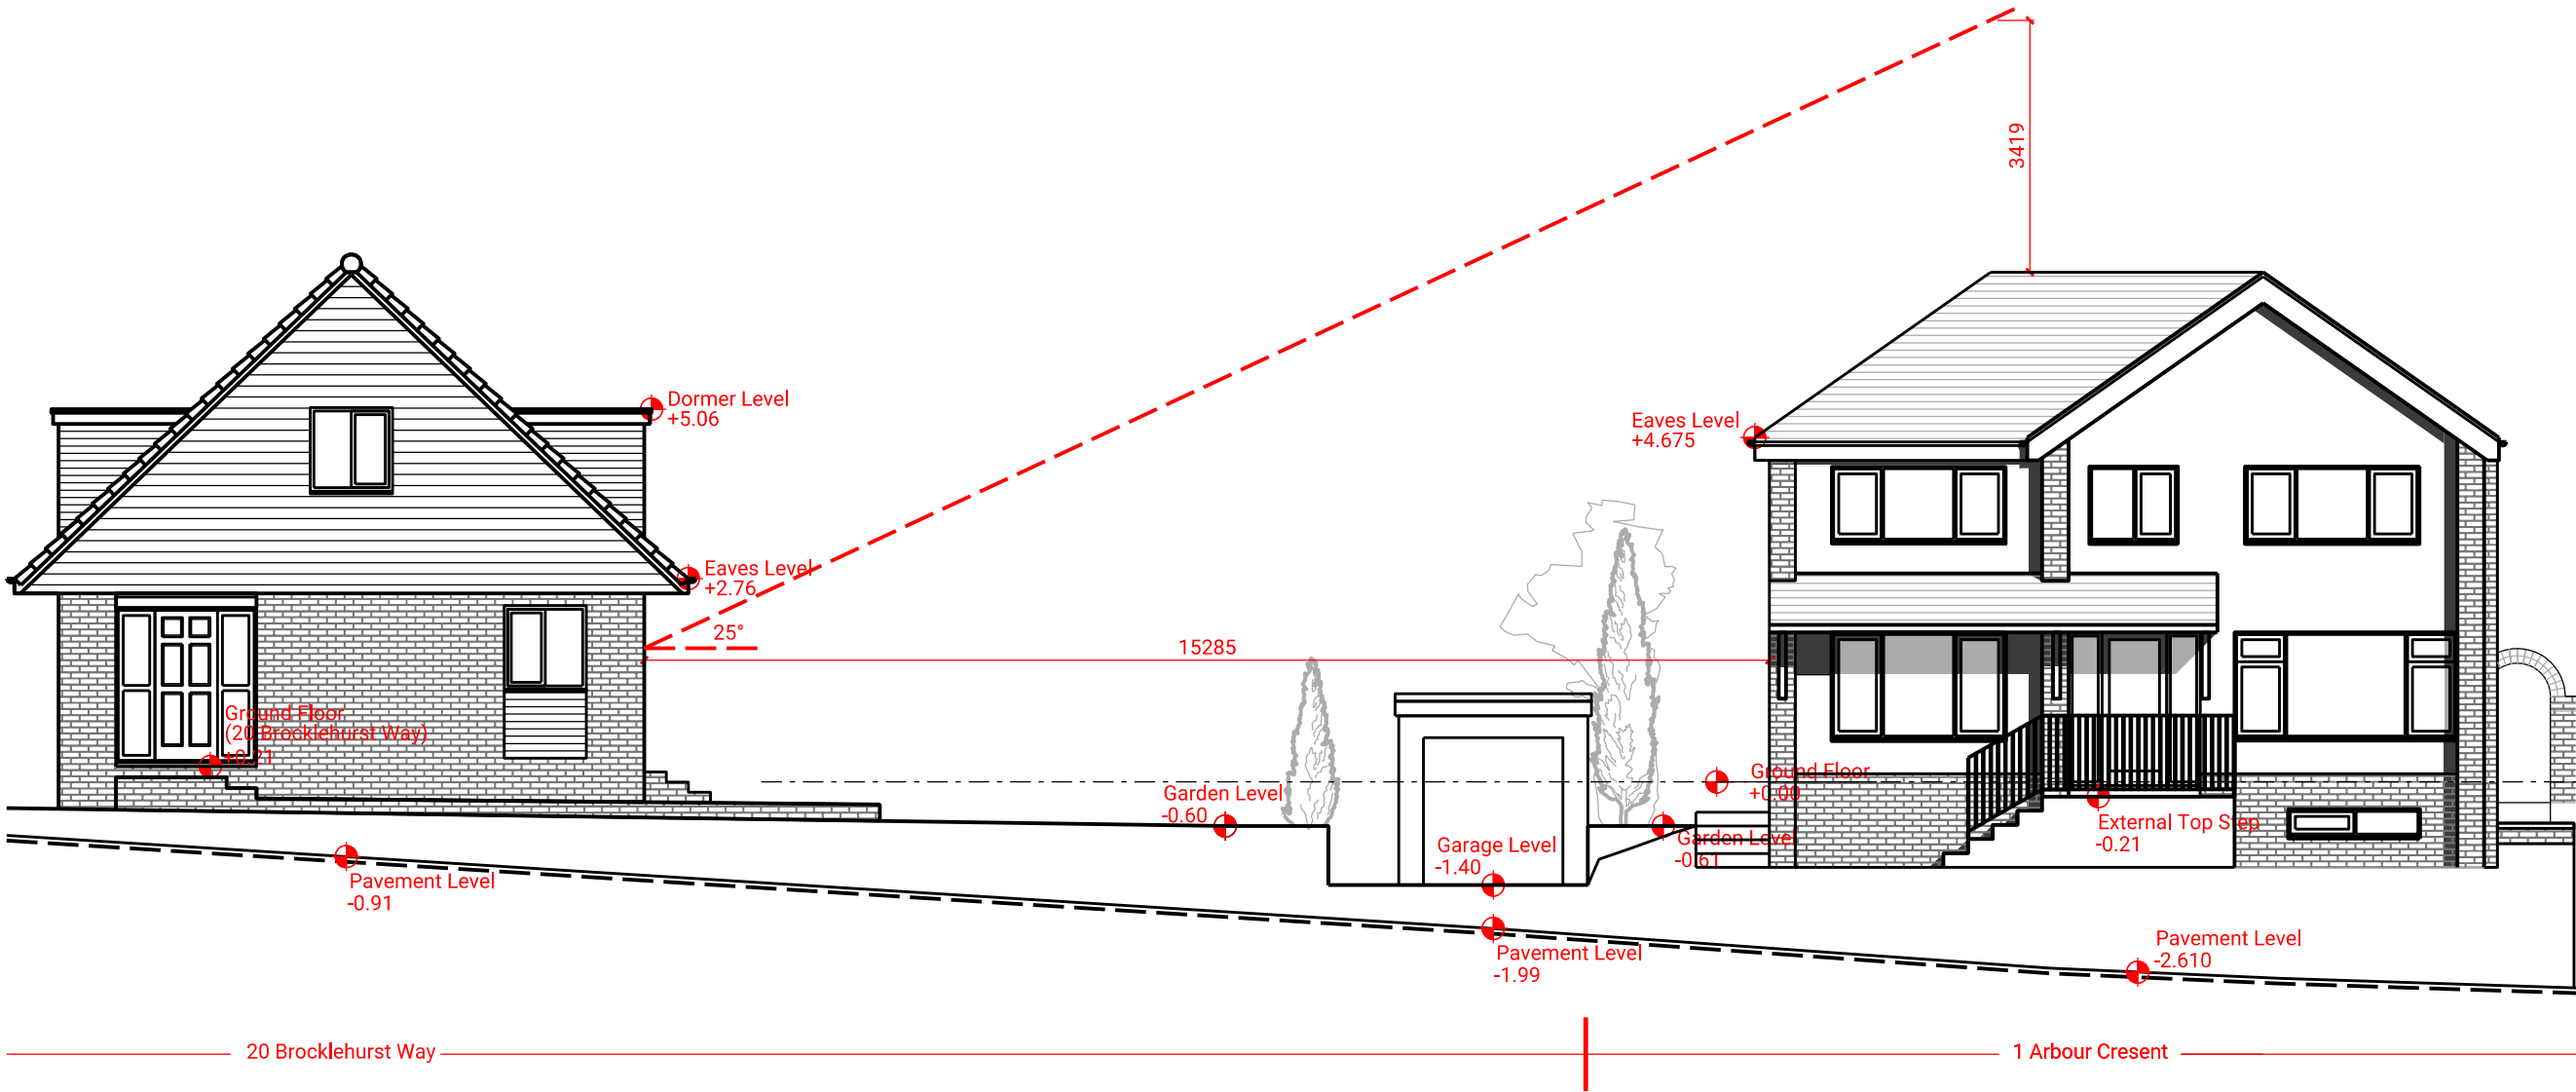 3419
Dormer Level
+5.06
Eaves Level
+4.675
Eaves Level
+2.76
25°
15285
Ground Floor
(20 Brocklehurst Way)
+0.21
Ground Floor
+0.00
Garden Level
-0.60
Garden Level
-0.61
External Top Step
-0.21
Garage Level
-1.40
Pavement Level
-0.91
Pavement Level
-1.99
Pavement Level
-2.610
20 Brocklehurst Way
1 Arbour Cresent